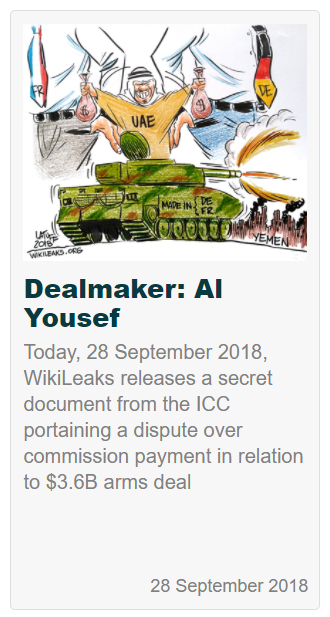 FR
DE
UAE
MADE IN
DE
FR
LATUFF
2018
WIKILEAKS.ORG
YEMEN
Dealmaker: Al
Yousef
Today, 28 September 2018,
WikiLeaks releases a secret
document from the ICC
portaining a dispute over
commission payment in relation
to $3.6B arms deal
28 September 2018